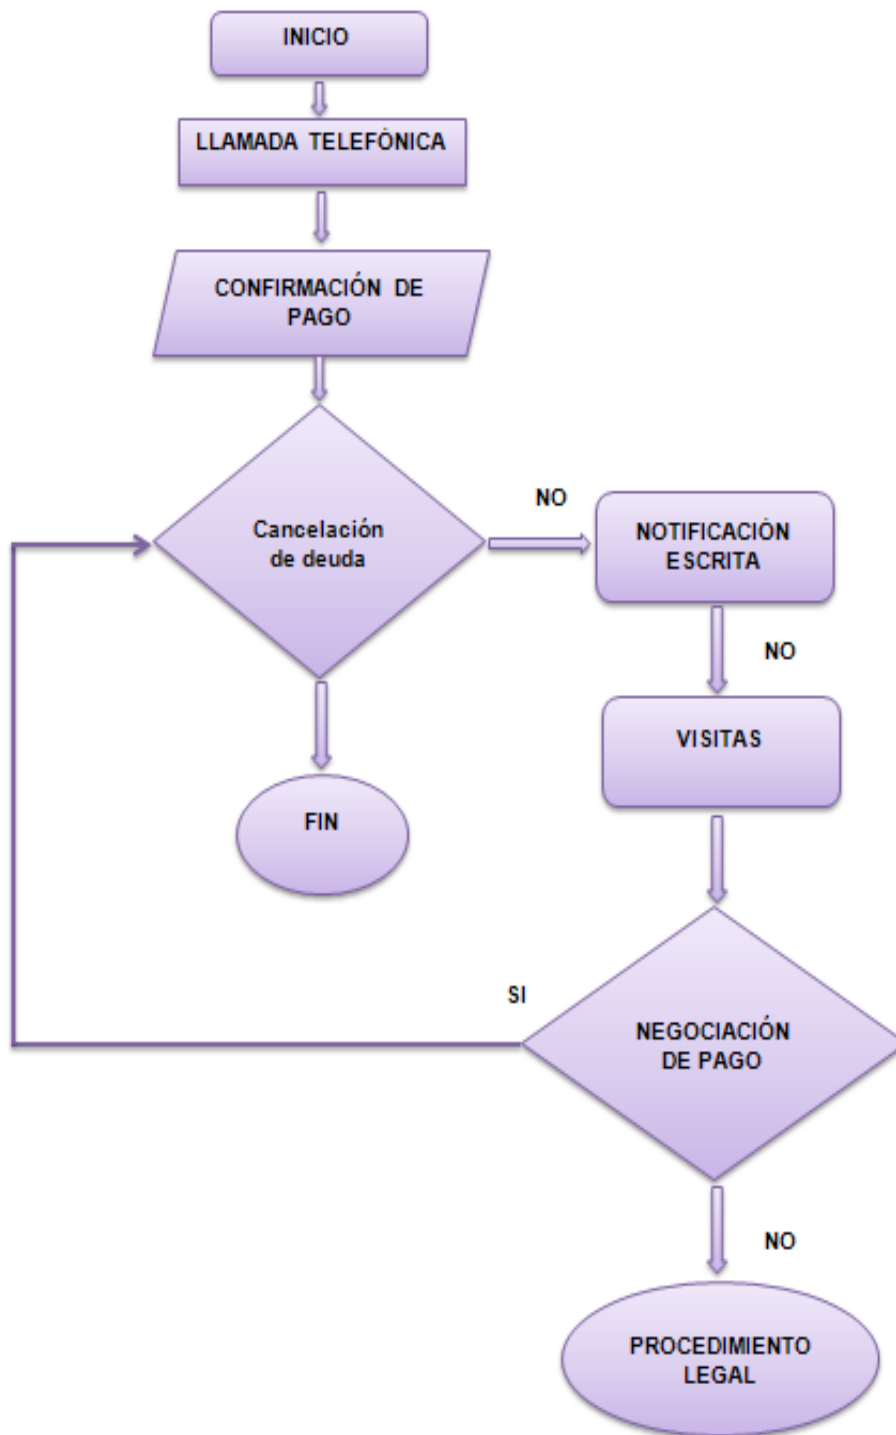 INICIO
LLAMADA TELEFÓNICA
CONFIRMACIÓN DE
PAGO
Cancelación
de deuda
NO
NOTIFICACIÓN
ESCRITA
NO
VISITAS
FIN
SI
NEGOCIACIÓN
DE PAGO
NO
PROCEDIMIENTO
LEGAL